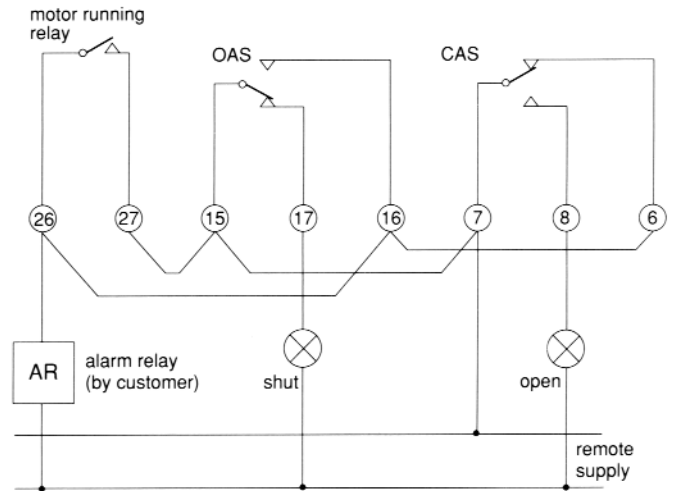 motor running
relay
OAS
CAS
26
27
15
17
16
7
8
6
AR
alarm relay
(by customer)
shut
open
remote
supply